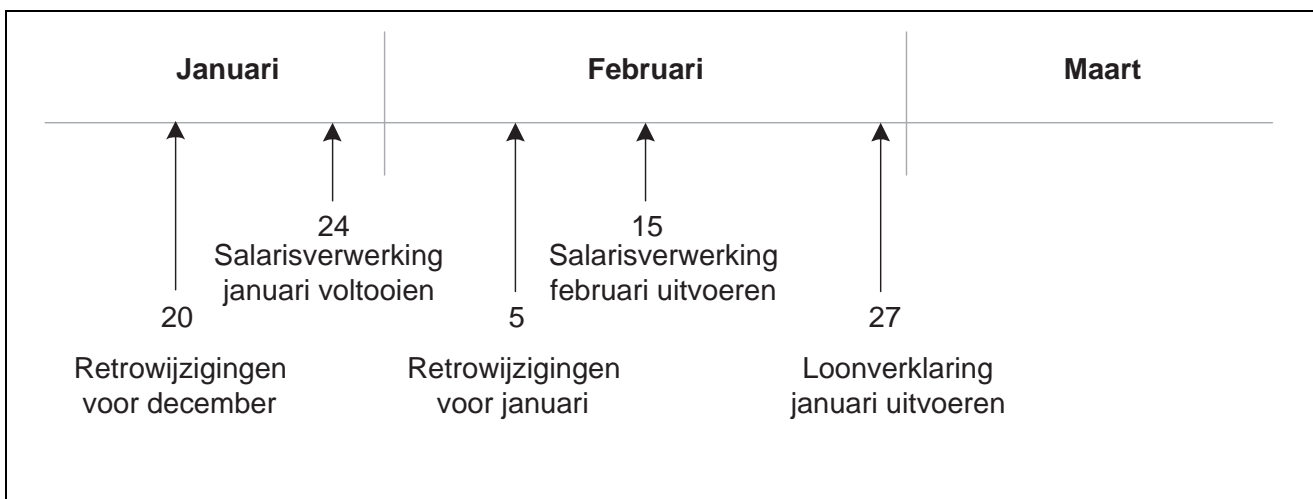 Januari
Februari
Maart
24
Salarisverwerking
januari voltooien
15
Salarisverwerking
februari uitvoeren
20
Retrowijzigingen
voor december
5
Retrowijzigingen
voor januari
27
Loonverklaring
januari uitvoeren